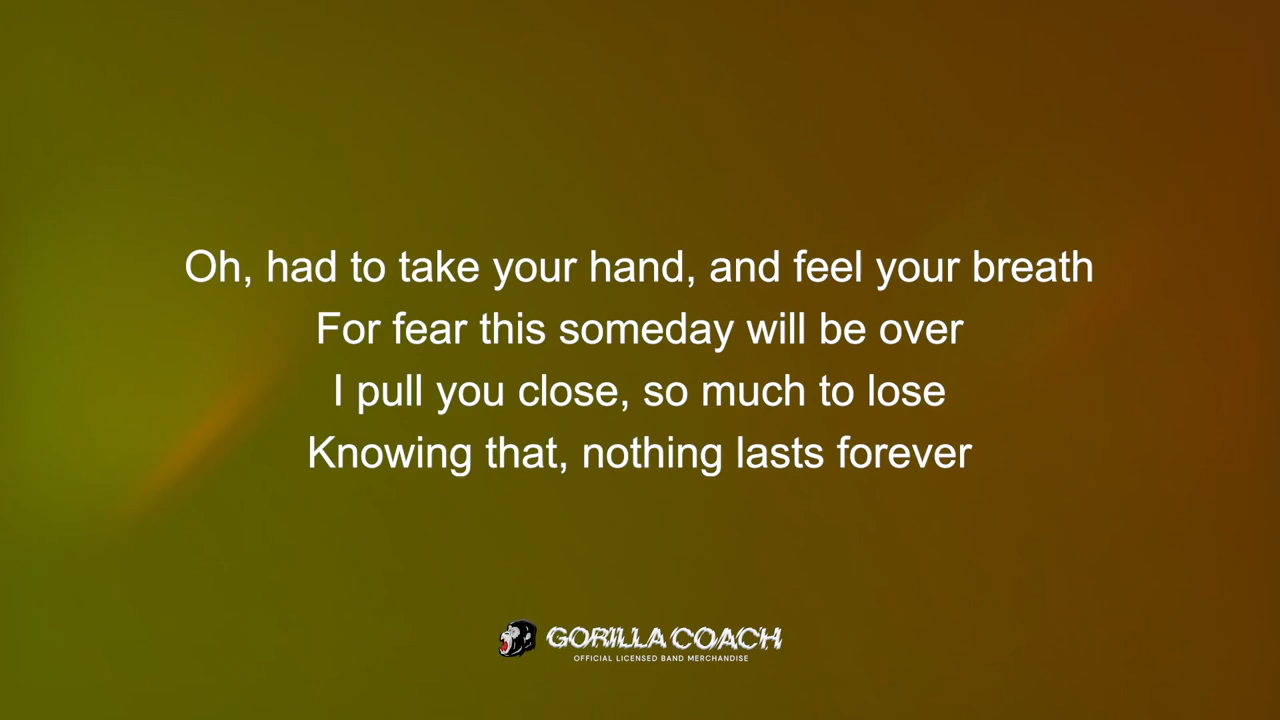 Oh, had to take your hand, and feel your breath
For fear this someday will be over
I pull you close, so much to lose
Knowing that, nothing lasts forever
GORILLA COACH
OFFICIAL LICENSED BAND MERCHANDISE